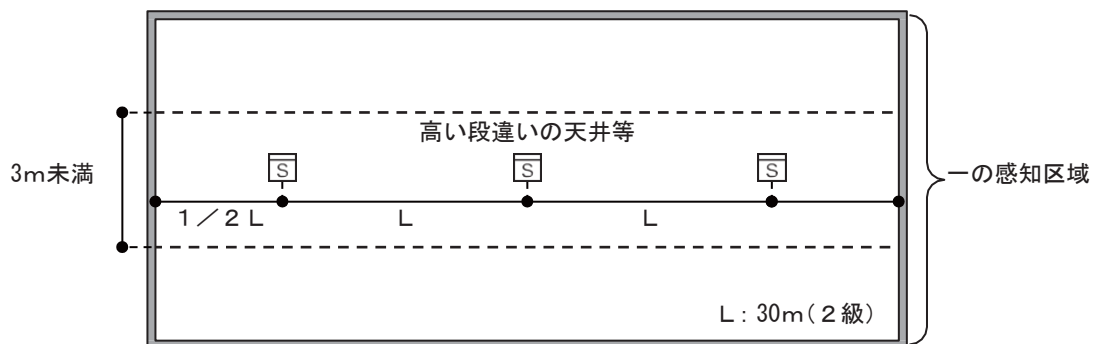 高い段違いの天井等
3m未満
S
S
S
一の感知区域
1／2 L
L
L
L：30m（2級）